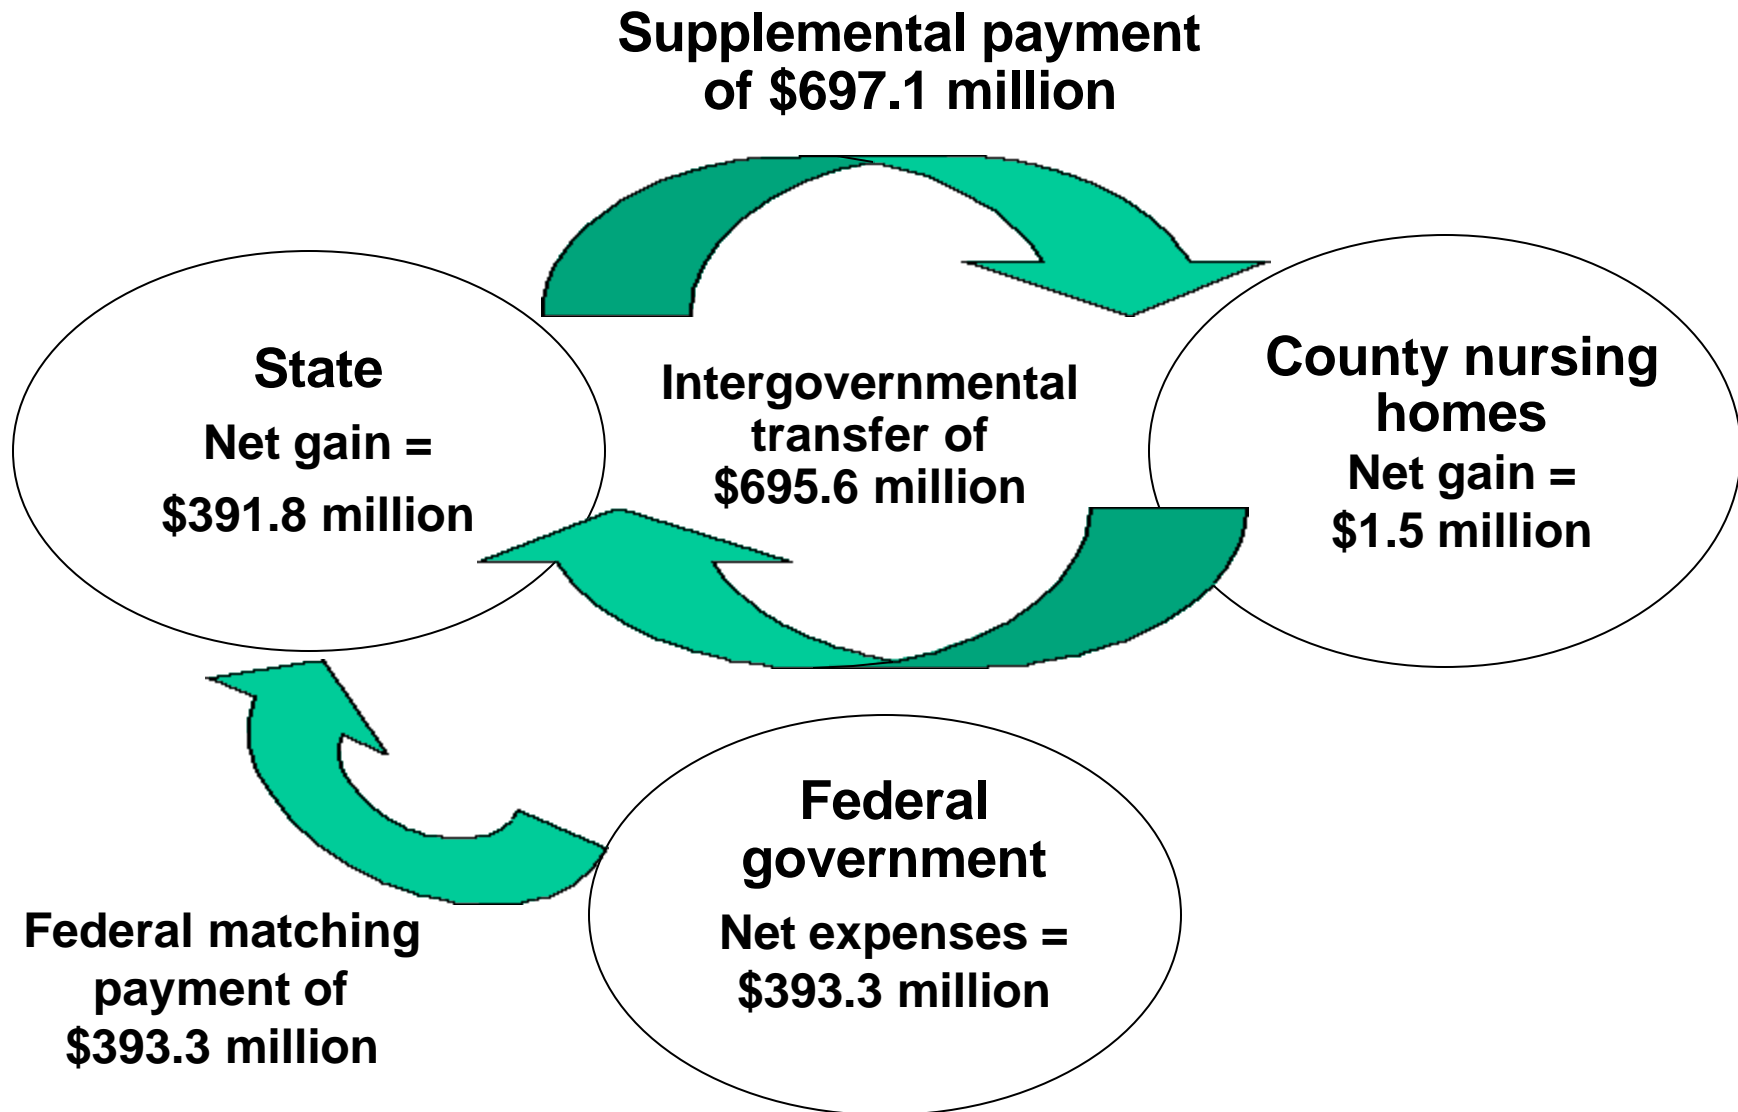 Supplemental payment
of $697.1 million
State
Net gain =
$391.8 million
Intergovernmental
transfer of
$695.6 million
County nursing
homes
Net gain =
$1.5 million
Federal
government
Net expenses =
$393.3 million
Federal matching
payment of
$393.3 million